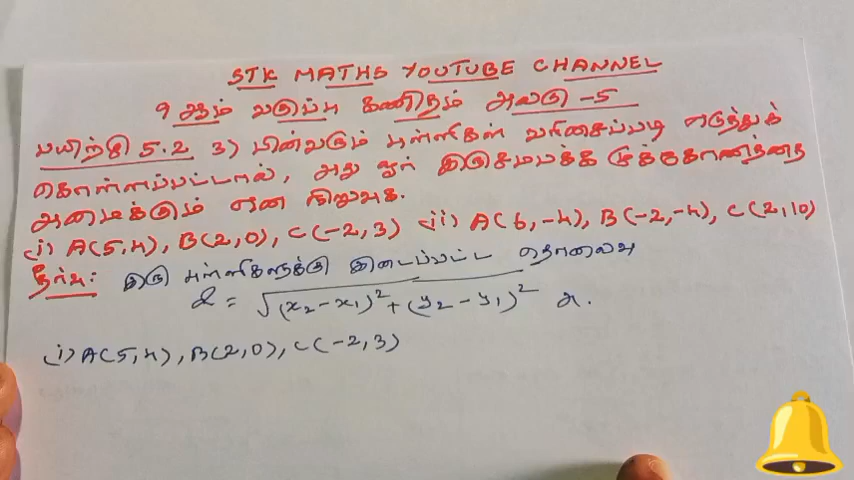 STK MATHS YOUTUBE CHANNEL
9 ஆம் வகுப்பு கணிதம் அலகு -5
பயிற்சி 5.2 3) பின்வரும் புள்ளிகள் வரிசைப்படி எடுத்துக்
கொள்ளப்பட்டால், அது ஓர் இருசமபக்க முக்கோணத்தை
அமைக்கும் என நிறுவுக.
(i) A(5,4), B(2,0), C(-2,3) (ii) A(6,-4), B(-2,-4), C(2,10)
தீர்வு: இரு புள்ளிகளுக்கு இடைப்பட்ட தொலைவு
d = √(x₂-x₁)²+(y₂-y₁)² அ.
(i) A(5,4), B(2,0), C(-2,3)